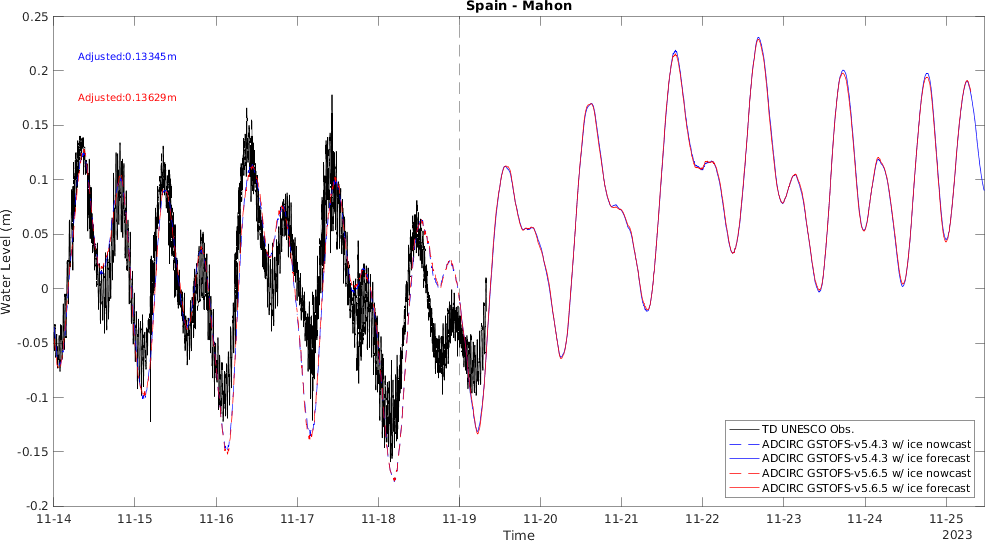 Spain - Mahon
Adjusted:0.13345m
Adjusted:0.13629m
Water Level (m)
0.25
0.2
0.15
0.1
0.05
0
-0.05
-0.1
-0.15
-0.2
TD UNESCO Obs.
ADCIRC GSTOFS-v5.4.3 w/ ice nowcast
ADCIRC GSTOFS-v5.4.3 w/ ice forecast
ADCIRC GSTOFS-v5.6.5 w/ ice nowcast
ADCIRC GSTOFS-v5.6.5 w/ ice forecast
11-14 11-15 11-16 11-17 11-18 11-19 11-20 11-21 11-22 11-23 11-24 11-25
Time
2023